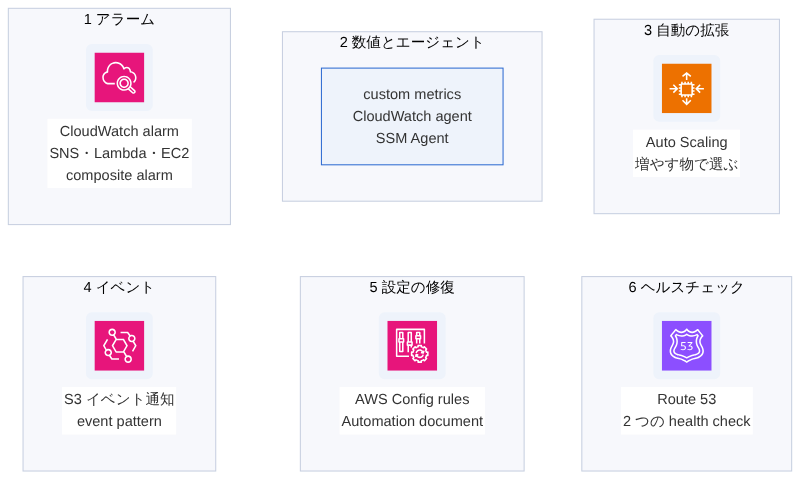 1 アラーム
CloudWatch alarm
SNS・Lambda・EC2
composite alarm
2 数値とエージェント
custom metrics
CloudWatch agent
SSM Agent
3 自動の拡張
Auto Scaling
増やす物で選ぶ
4 イベント
S3 イベント通知
event pattern
5 設定の修復
AWS Config rules
Automation document
6 ヘルスチェック
53
Route 53
2 つの health check